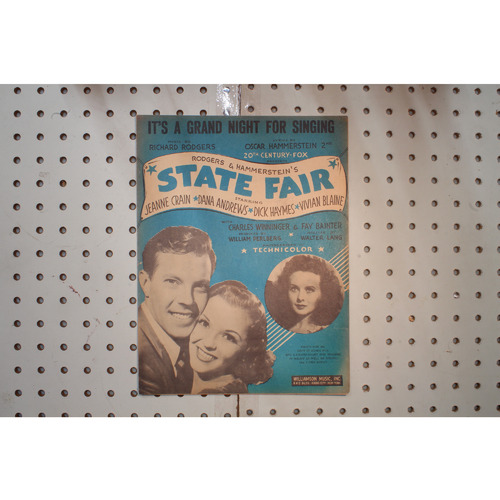 IT'S A GRAND NIGHT FOR SINGING
RICHARD RODGERS
OSCAR HAMMERSTEIN 2ND
20TH CENTURY-FOX
RODGERS & HAMMERSTEIN'S
STATE FAIR
STARRING
JEANNE CRAIN ★ DANA ANDREWS ★ DICK HAYMES ★ VIVIAN BLAINE
CHARLES WINNINGER & FAY BAINTER
WILLIAM PERLBERG
WALTER LANG
★ TECHNICOLOR ★
WILLIAMSON MUSIC, INC.